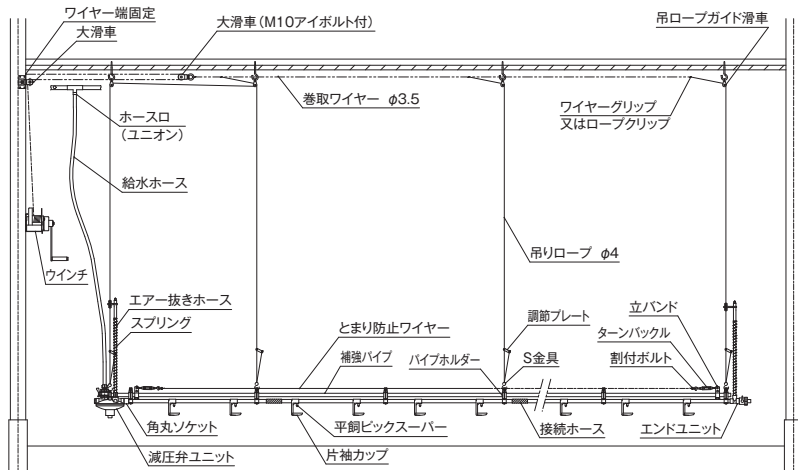 ワイヤー端固定
大滑車
大滑車（M10アイボルト付）
吊ロープガイド滑車
巻取ワイヤー φ3.5
ワイヤーグリップ
又はロープクリップ
ホース口
（ユニオン）
給水ホース
ウインチ
吊りロープ φ4
エアー抜きホース
スプリング
とまり防止ワイヤー
補強パイプ
パイプホルダー
調節プレート
S金具
立バンド
ターンバックル
割付ボルト
角丸ソケット
減圧弁ユニット
平飼ピックスーパー
片袖カップ
接続ホース
エンドユニット